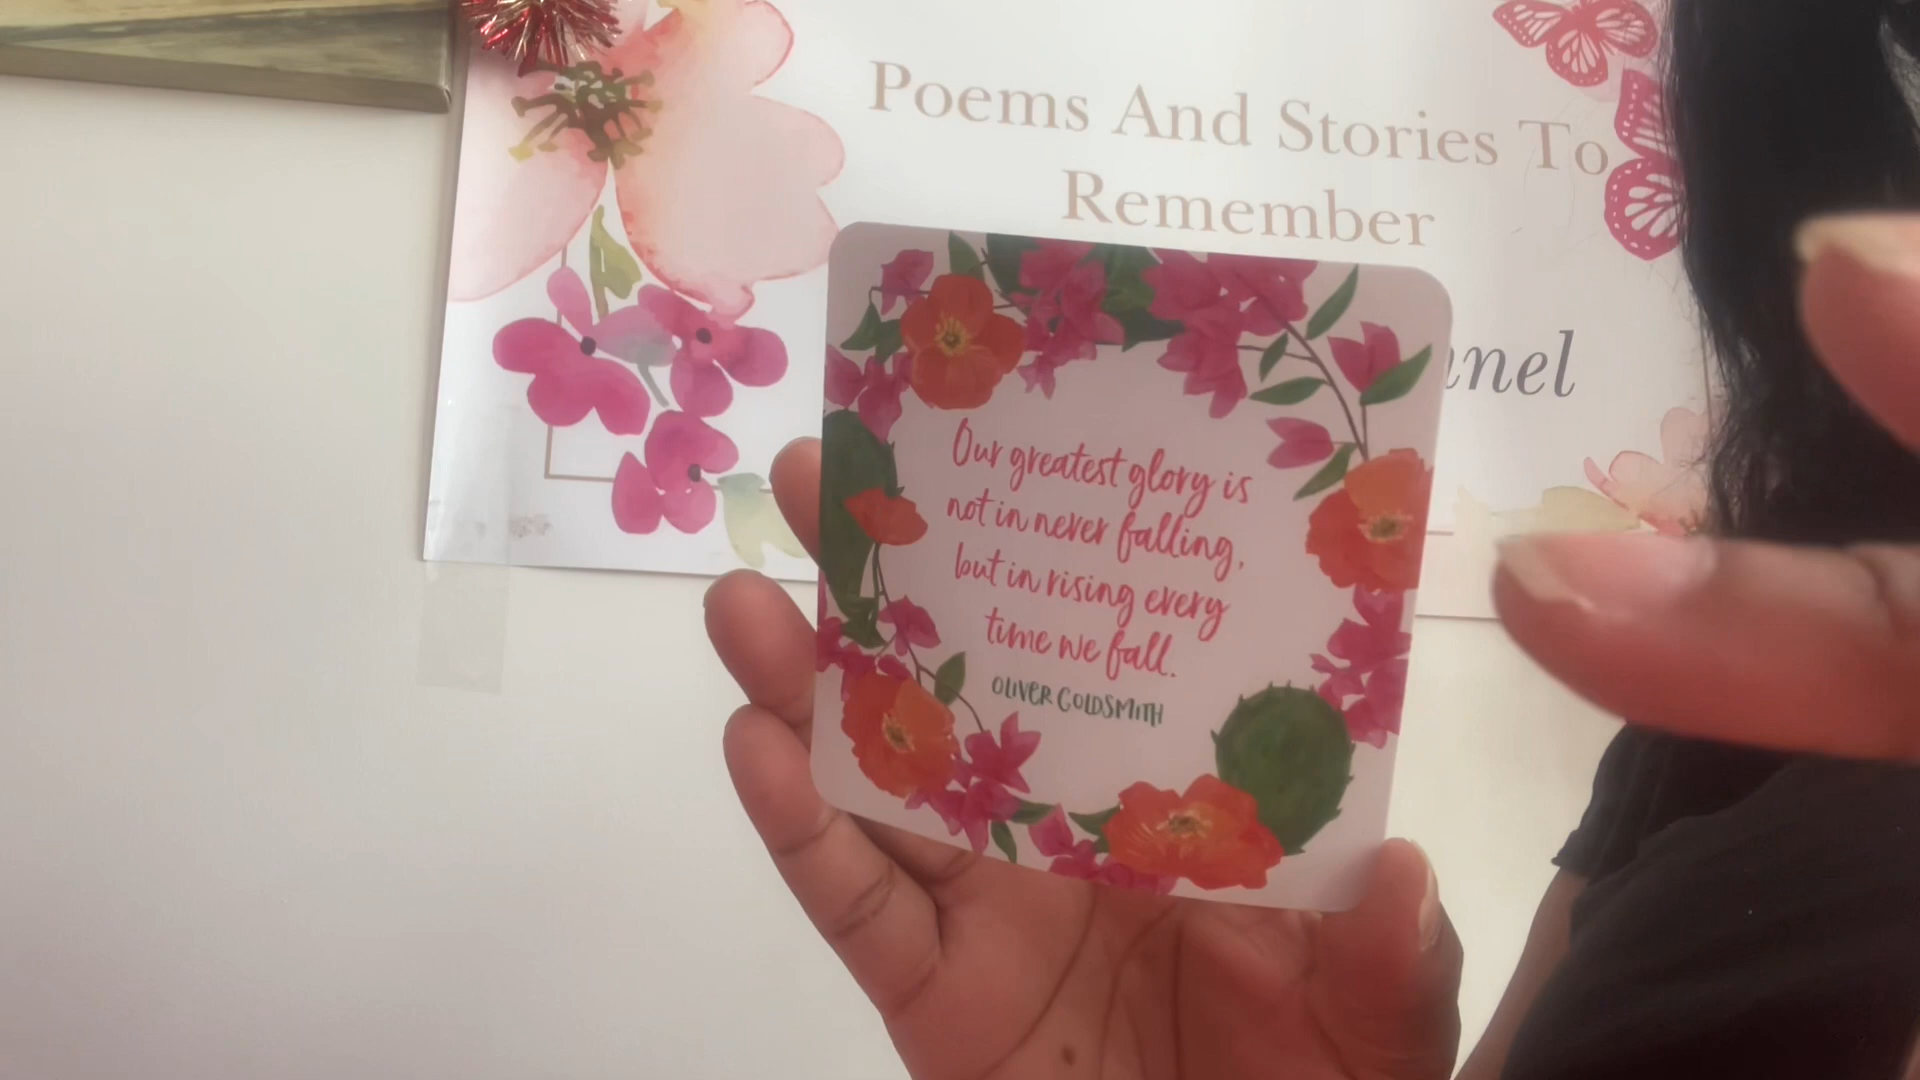 Poems And Stories To
Remember
Our greatest glory is
not in never falling,
but in rising every
time we fall.
OLIVER GOLDSMITH